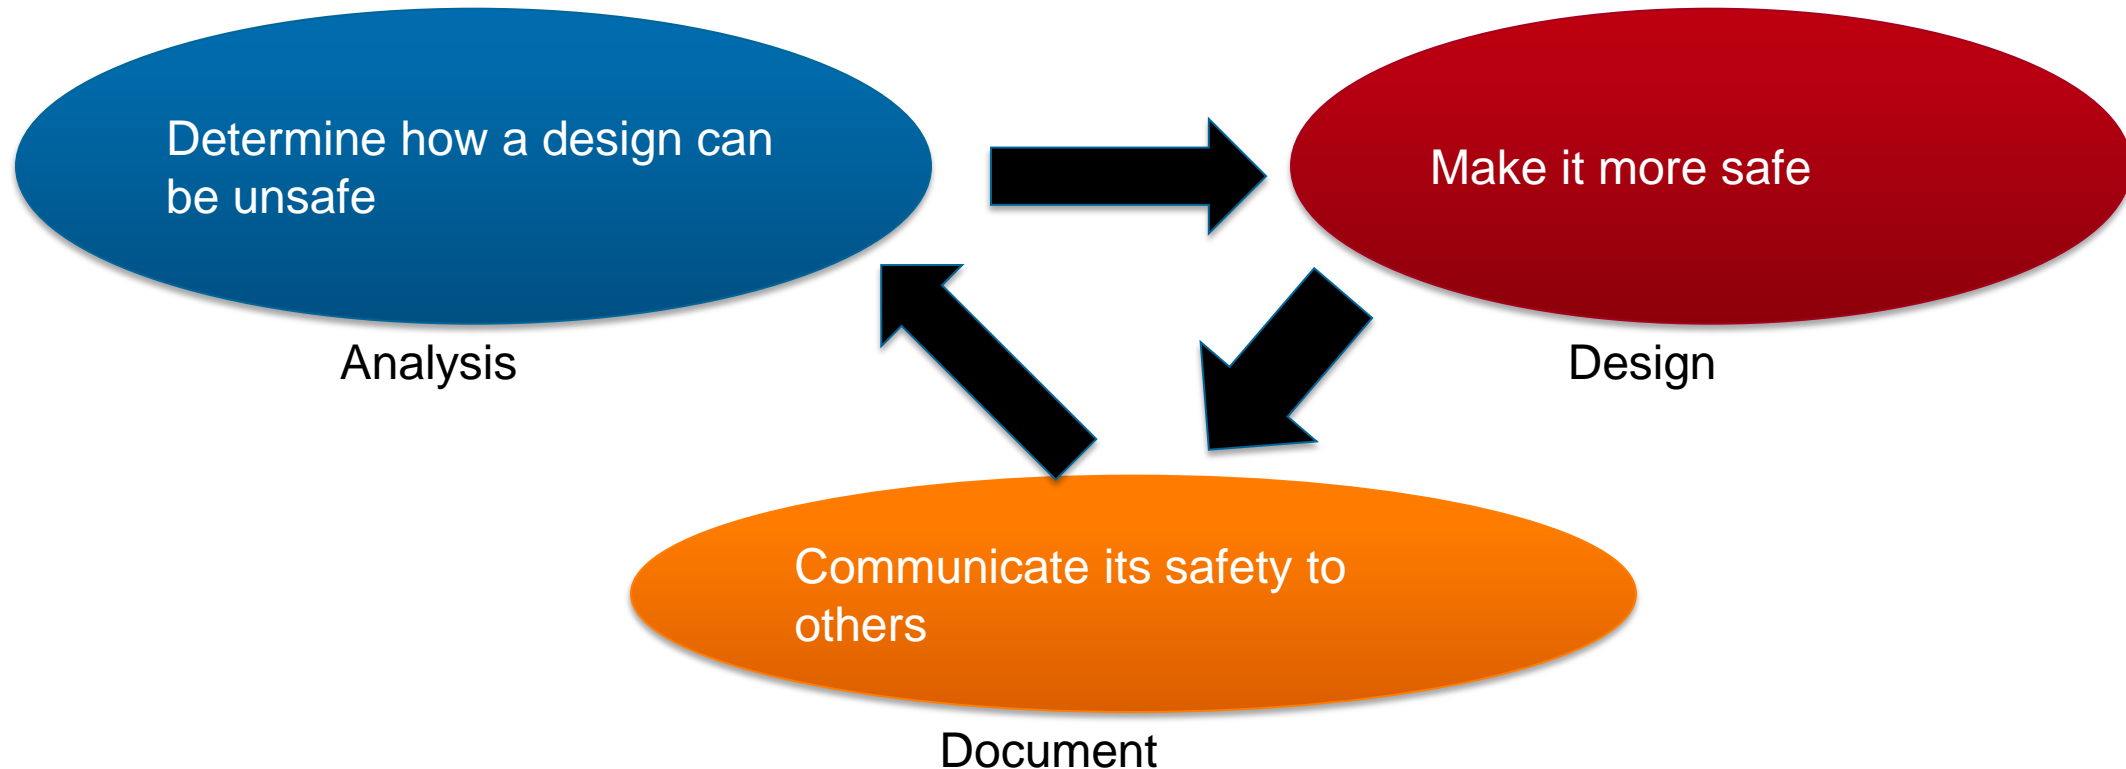 Determine how a design can
be unsafe
Make it more safe
Analysis
Design
Communicate its safety to
others
Document